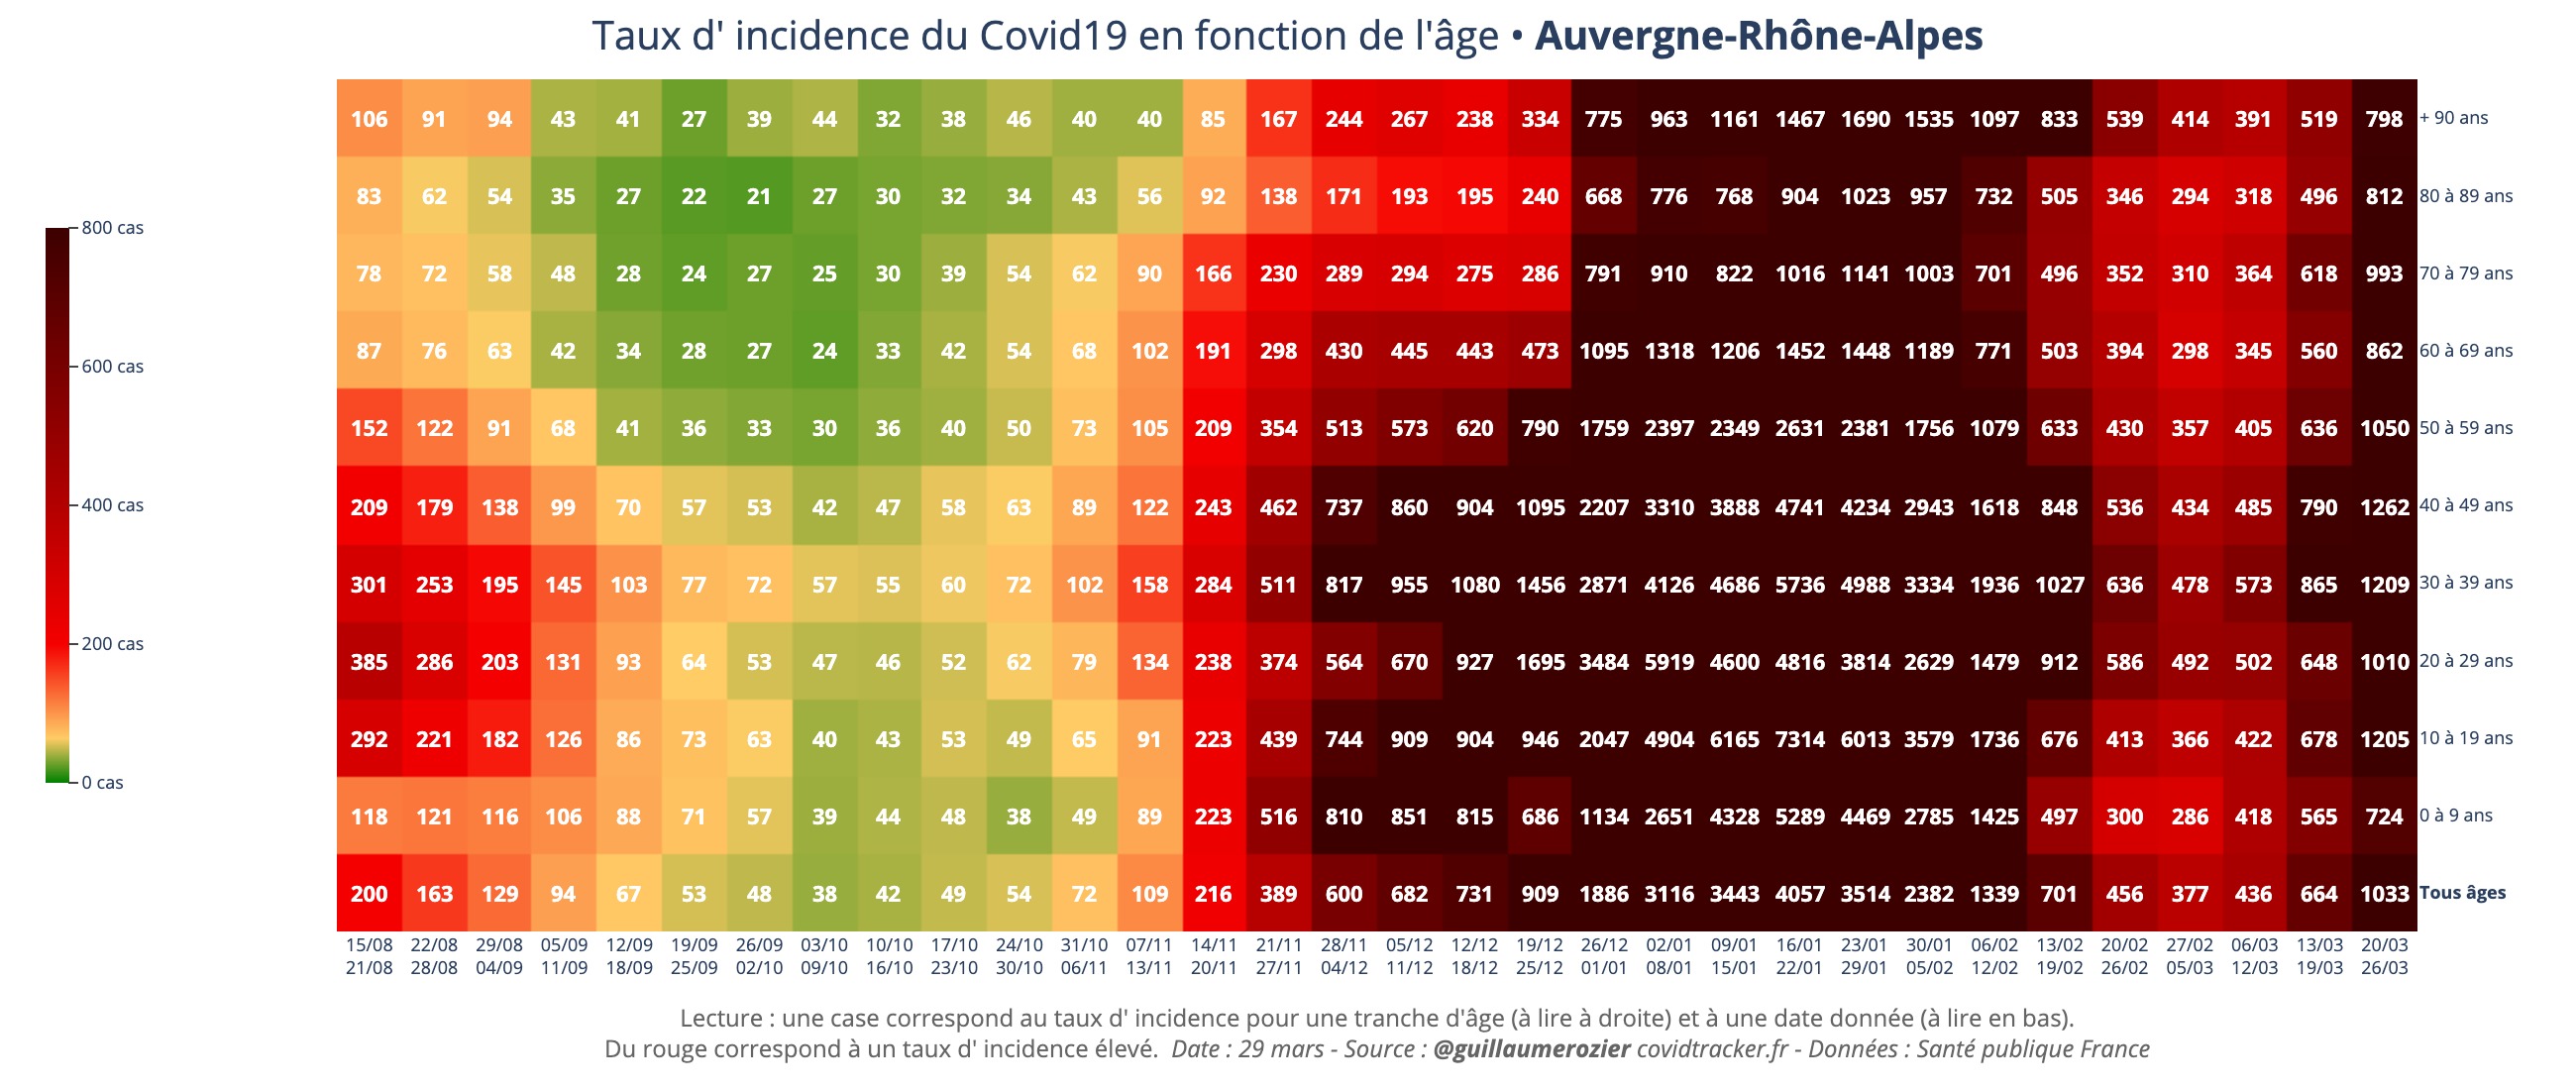 Taux d' incidence du Covid19 en fonction de l'âge • Auvergne-Rhône-Alpes
106 91 94 43 41 27 39 44 32 38 46 40 40 85 167 244 267 238 334 775 963 1161 1467 1690 1535 1097 833 539 414 391 519 798 + 90 ans
83 62 54 35 27 22 21 27 30 32 34 43 56 92 138 171 193 195 240 668 776 768 904 1023 957 732 505 346 294 318 496 812 80 à 89 ans
800 cas
78 72 58 48 28 24 27 25 30 39 54 62 90 166 230 289 294 275 286 791 910 822 1016 1141 1003 701 496 352 310 364 618 993 70 à 79 ans
87 76 63 42 34 28 27 24 33 42 54 68 102 191 298 430 445 443 473 1095 1318 1206 1452 1448 1189 771 503 394 298 345 560 862 60 à 69 ans
600 cas
152 122 91 68 41 36 33 30 36 40 50 73 105 209 354 513 573 620 790 1759 2397 2349 2631 2381 1756 1079 633 430 357 405 636 1050 50 à 59 ans
400 cas
209 179 138 99 70 57 53 42 47 58 63 89 122 243 462 737 860 904 1095 2207 3310 3888 4741 4234 2943 1618 848 536 434 485 790 1262 40 à 49 ans
301 253 195 145 103 77 72 57 55 60 72 102 158 284 511 817 955 1080 1456 2871 4126 4686 5736 4988 3334 1936 1027 636 478 573 865 1209 30 à 39 ans
200 cas
385 286 203 131 93 64 53 47 46 52 62 79 134 238 374 564 670 927 1695 3484 5919 4600 4816 3814 2629 1479 912 586 492 502 648 1010 20 à 29 ans
292 221 182 126 86 73 63 40 43 53 49 65 91 223 439 744 909 904 946 2047 4904 6165 7314 6013 3579 1736 676 413 366 422 678 1205 10 à 19 ans
0 cas
118 121 116 106 88 71 57 39 44 48 38 49 89 223 516 810 851 815 686 1134 2651 4328 5289 4469 2785 1425 497 300 286 418 565 724 0 à 9 ans
200 163 129 94 67 53 48 38 42 49 54 72 109 216 389 600 682 731 909 1886 3116 3443 4057 3514 2382 1339 701 456 377 436 664 1033 Tous âges
15/08 22/08 29/08 05/09 12/09 19/09 26/09 03/10 10/10 17/10 24/10 31/10 07/11 14/11 21/11 28/11 05/12 12/12 19/12 26/12 02/01 09/01 16/01 23/01 30/01 06/02 13/02 20/02 27/02 06/03 13/03 20/03
21/08 28/08 04/09 11/09 18/09 25/09 02/10 09/10 16/10 23/10 30/10 06/11 13/11 20/11 27/11 04/12 11/12 18/12 25/12 01/01 08/01 15/01 22/01 29/01 05/02 12/02 19/02 26/02 05/03 12/03 19/03 26/03
Lecture : une case correspond au taux d' incidence pour une tranche d'âge (à lire à droite) et à une date donnée (à lire en bas).
Du rouge correspond à un taux d' incidence élevé. Date : 29 mars - Source : @guillaumerozier covidtracker.fr - Données : Santé publique France